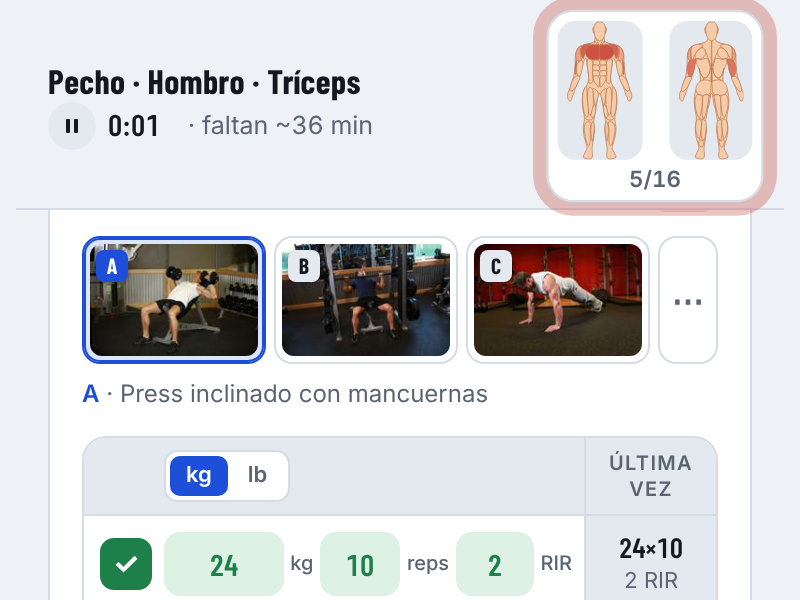 Pecho · Hombro · Tríceps
0:01 · faltan ~36 min
5/16
A
B
C
...
A · Press inclinado con mancuernas
kg lb
ÚLTIMA
VEZ
24 kg 10 reps 2 RIR
24×10
2 RIR